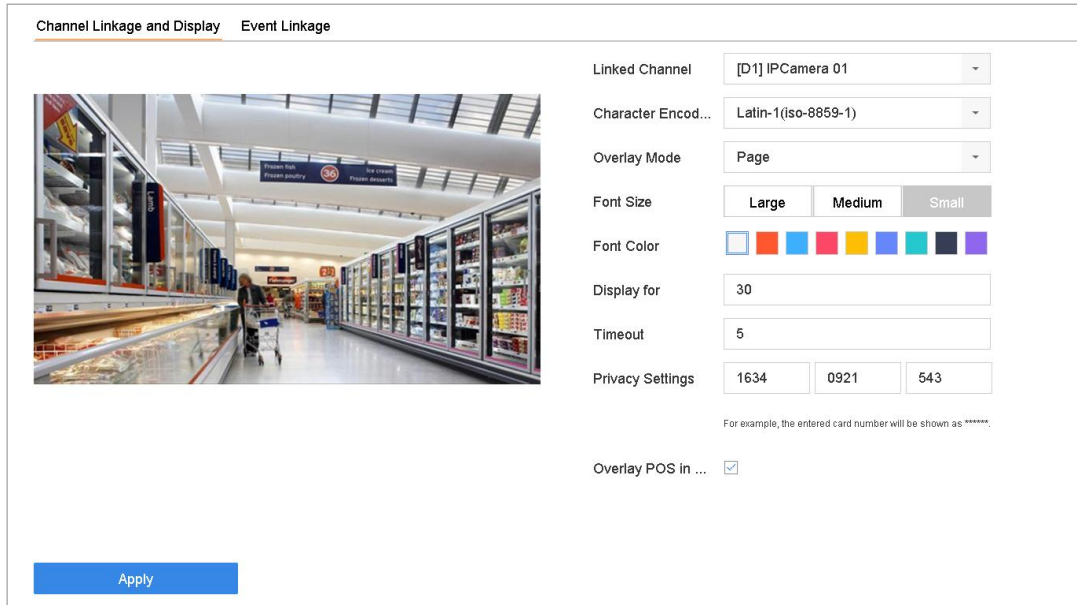 Channel Linkage and Display
Event Linkage
Linked Channel
[D1] IPCamera 01
Character Encod...
Latin-1(iso-8859-1)
Overlay Mode
Page
Font Size
Large
Medium
Small
Font Color
Display for
30
Timeout
5
Privacy Settings
1634
0921
543
For example, the entered card number will be shown as ******.
Overlay POS in ...
Apply
Lamb
Frozen fish
Frozen poultry
36
Ice cream
Frozen desserts